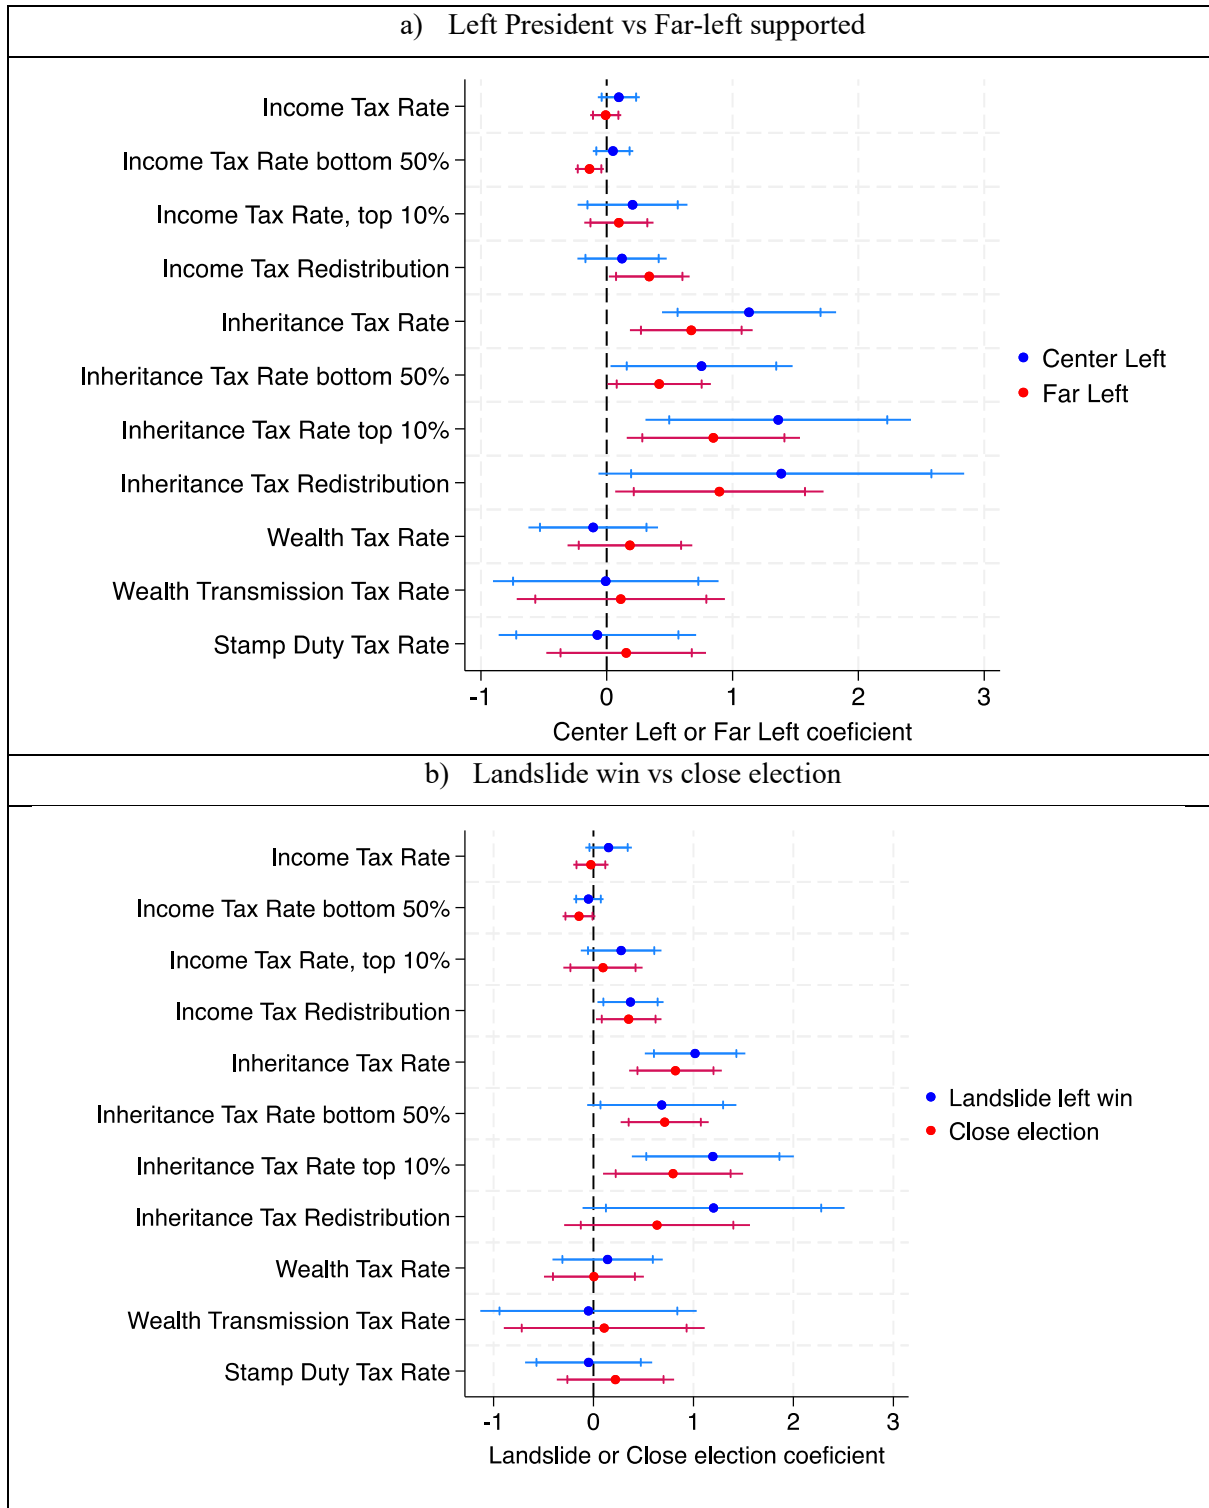 a) Left President vs Far-left supported
Income Tax Rate
Income Tax Rate bottom 50%
Income Tax Rate, top 10%
Income Tax Redistribution
Inheritance Tax Rate
Inheritance Tax Rate bottom 50%
Inheritance Tax Rate top 10%
Inheritance Tax Redistribution
Wealth Tax Rate
Wealth Transmission Tax Rate
Stamp Duty Tax Rate
Center Left
Far Left
-1 0 1 2 3
Center Left or Far Left coeficient
b) Landslide win vs close election
Income Tax Rate
Income Tax Rate bottom 50%
Income Tax Rate, top 10%
Income Tax Redistribution
Inheritance Tax Rate
Inheritance Tax Rate bottom 50%
Inheritance Tax Rate top 10%
Inheritance Tax Redistribution
Wealth Tax Rate
Wealth Transmission Tax Rate
Stamp Duty Tax Rate
Landslide left win
Close election
-1 0 1 2 3
Landslide or Close election coeficient